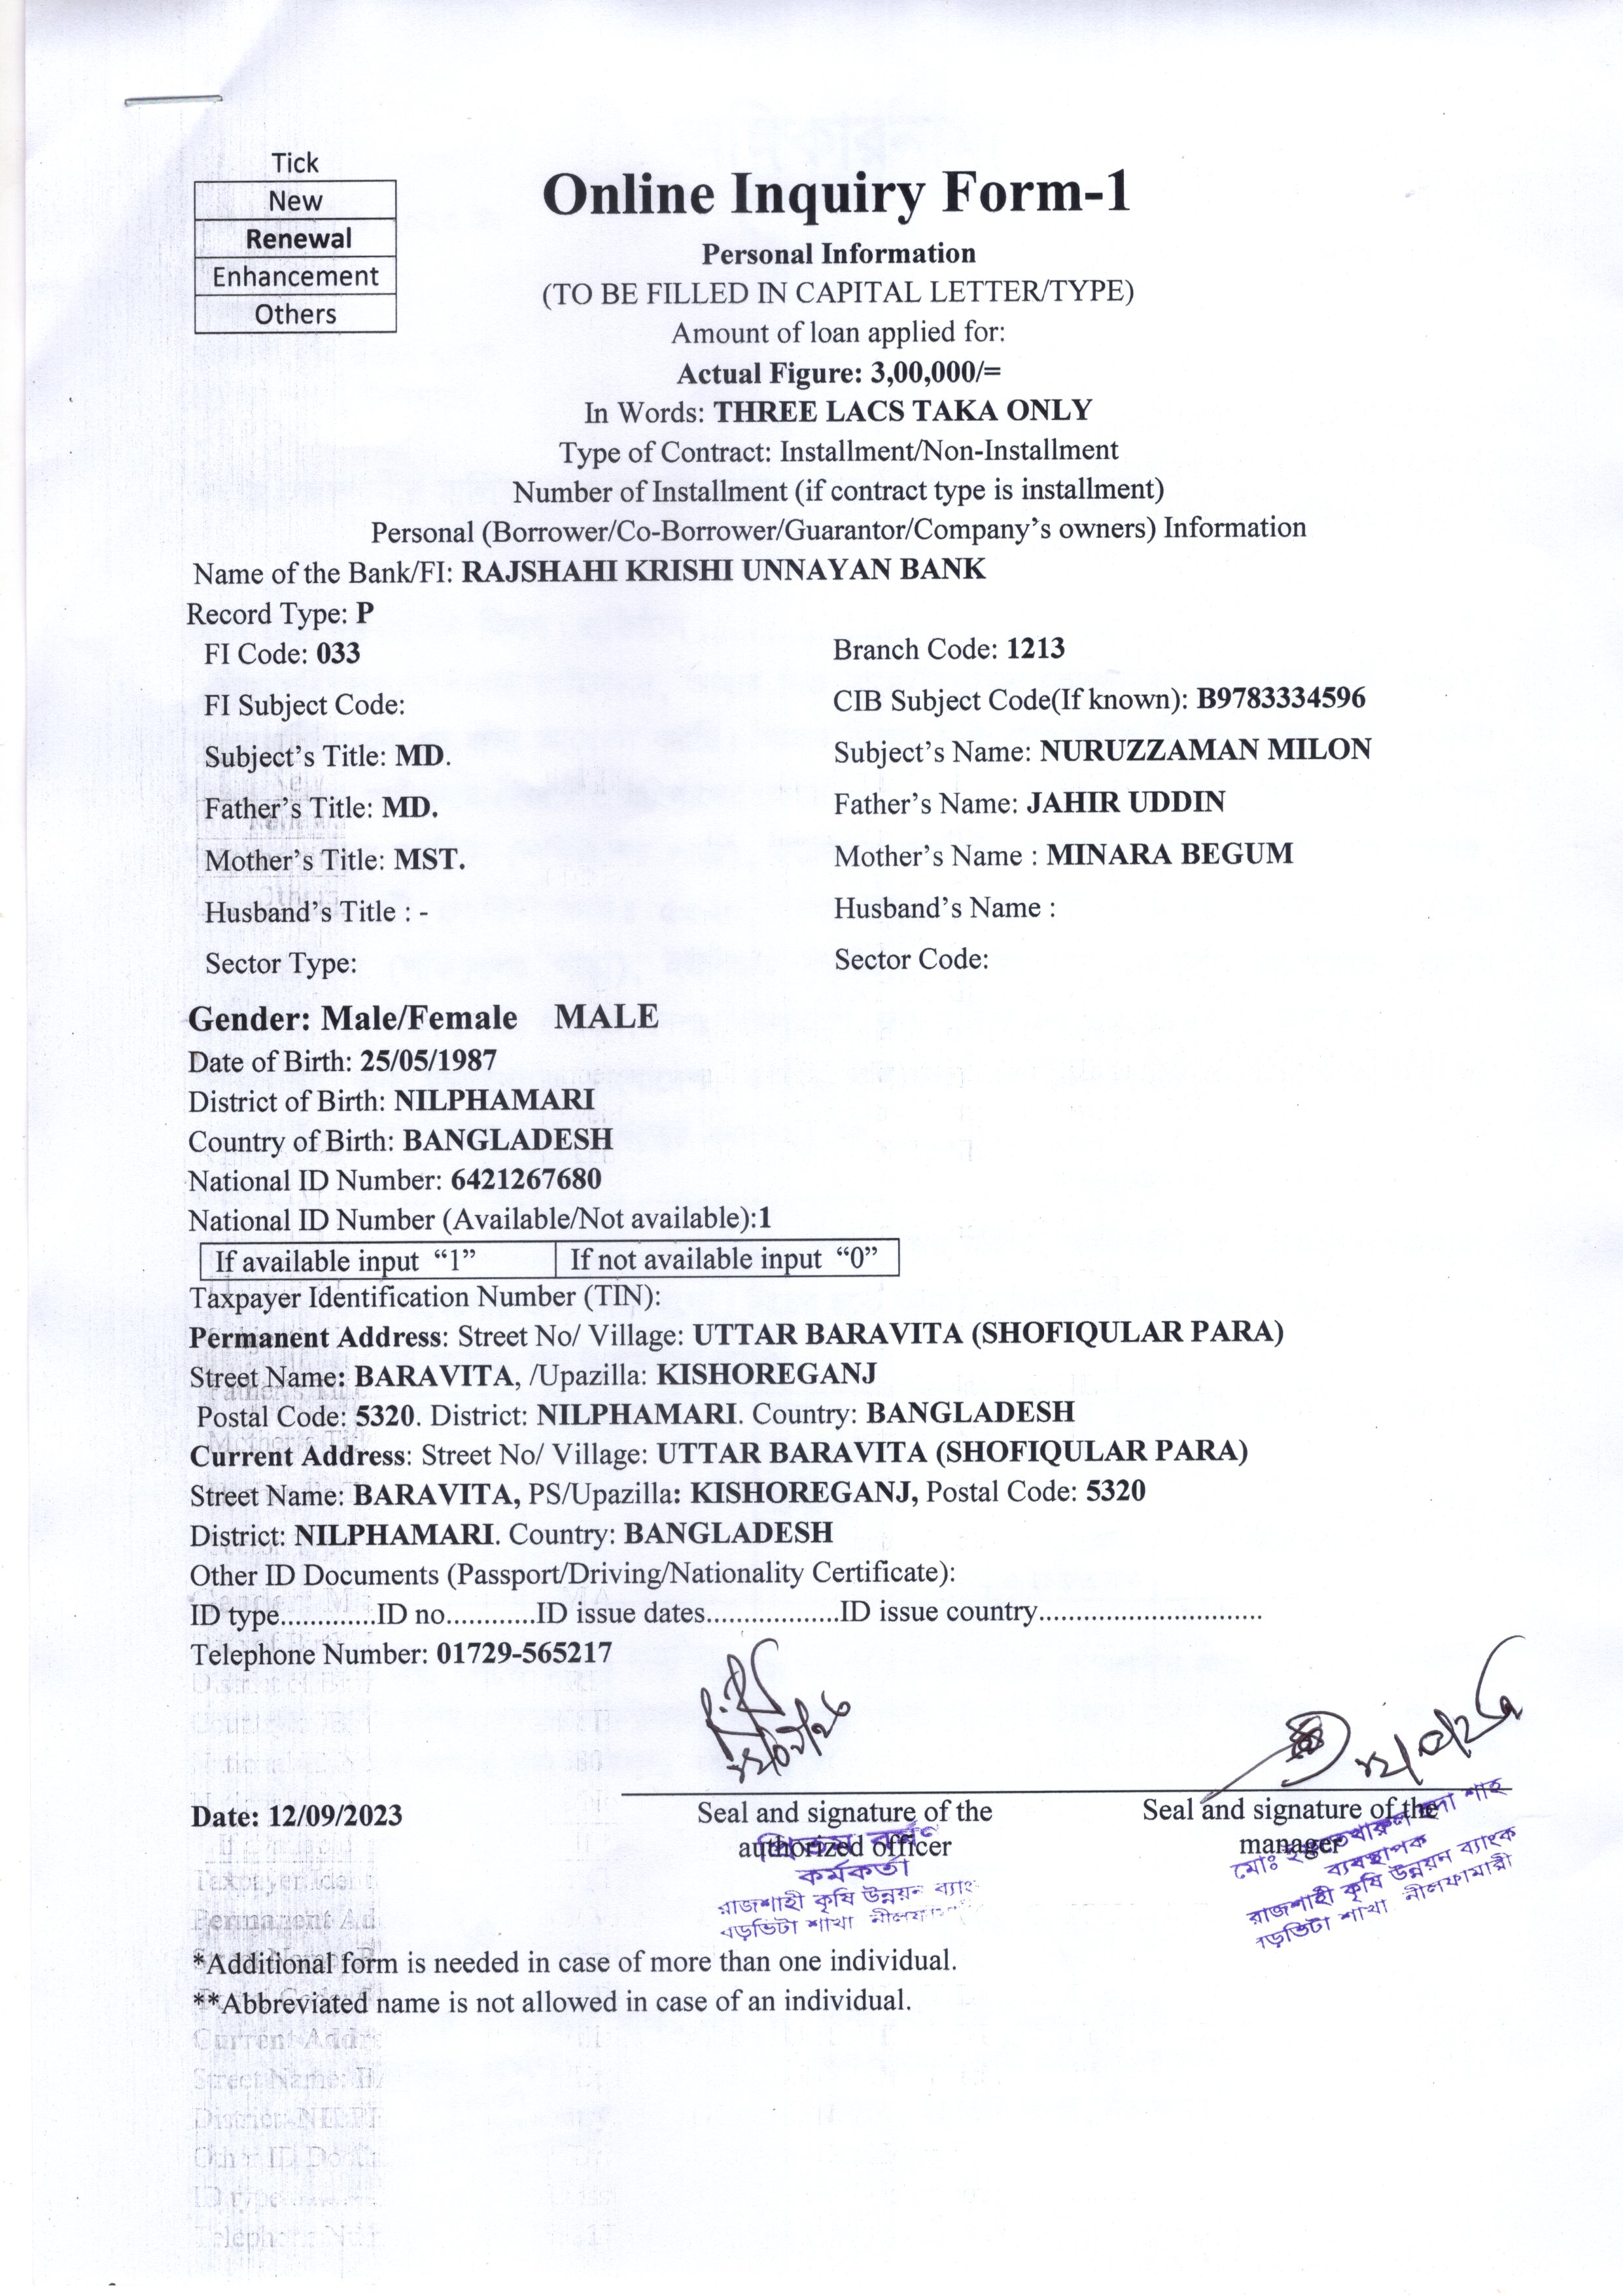 Tick
New
Renewal
Enhancement
Others
Online Inquiry Form-1
Personal Information
(TO BE FILLED IN CAPITAL LETTER/TYPE)
Amount of loan applied for:
Actual Figure: 3,00,000/=
In Words: THREE LACS TAKA ONLY
Type of Contract: Installment/Non-Installment
Number of Installment (if contract type is installment)
Personal (Borrower/Co-Borrower/Guarantor/Company's owners) Information
Name of the Bank/FI: RAJSHAHI KRISHI UNNAYAN BANK
Record Type: P
FI Code: 033 Branch Code: 1213
FI Subject Code: CIB Subject Code(If known): B9783334596
Subject's Title: MD. Subject's Name: NURUZZAMAN MILON
Father's Title: MD. Father's Name: JAHIR UDDIN
Mother's Title: MST. Mother's Name : MINARA BEGUM
Husband's Title : - Husband's Name :
Sector Type: Sector Code:
Gender: Male/Female MALE
Date of Birth: 25/05/1987
District of Birth: NILPHAMARI
Country of Birth: BANGLADESH
National ID Number: 6421267680
National ID Number (Available/Not available):1
If available input "1" If not available input "0"
Taxpayer Identification Number (TIN):
Permanent Address: Street No/ Village: UTTAR BARAVITA (SHOFIQULAR PARA)
Street Name: BARAVITA, /Upazilla: KISHOREGANJ
Postal Code: 5320. District: NILPHAMARI. Country: BANGLADESH
Current Address: Street No/ Village: UTTAR BARAVITA (SHOFIQULAR PARA)
Street Name: BARAVITA, PS/Upazilla: KISHOREGANJ, Postal Code: 5320
District: NILPHAMARI. Country: BANGLADESH
Other ID Documents (Passport/Driving/Nationality Certificate):
ID type.............ID no............ID issue dates..................ID issue country..............................
Telephone Number: 01729-565217
Date: 12/09/2023
Seal and signature of the
authorized officer
কর্মকর্তা
রাজশাহী কৃষি উন্নয়ন
বড়ভিটা শাখা
Seal and signature of the
manager
মোঃ শাহ
ব্যবস্থাপক
রাজশাহী কৃষি উন্নয়ন ব্যাংক
বড়ভিটা শাখা নীলফামারী
*Additional form is needed in case of more than one individual.
**Abbreviated name is not allowed in case of an individual.